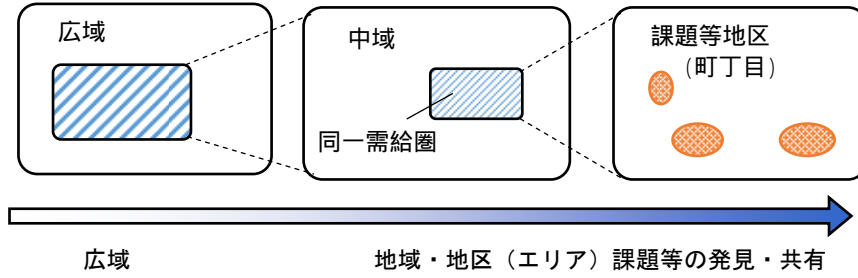 広域
中域
同一需給圏
課題等地区
(町丁目)
広域
地域・地区(エリア)課題等の発見・共有